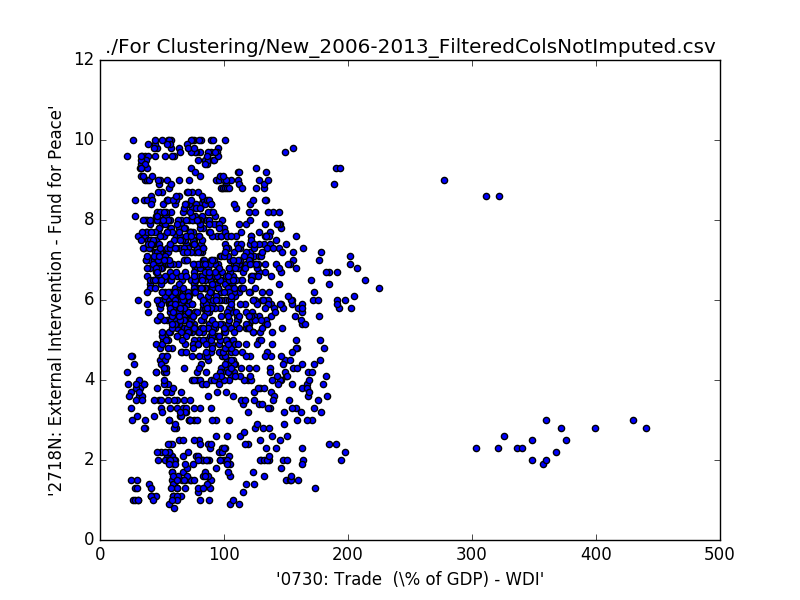 ./For Clustering/New_2006-2013_FilteredColsNotImputed.csv
12
10
8
6
4
2
0
'2718N: External Intervention - Fund for Peace'
0 100 200 300 400 500
'0730: Trade  (\% of GDP) - WDI'